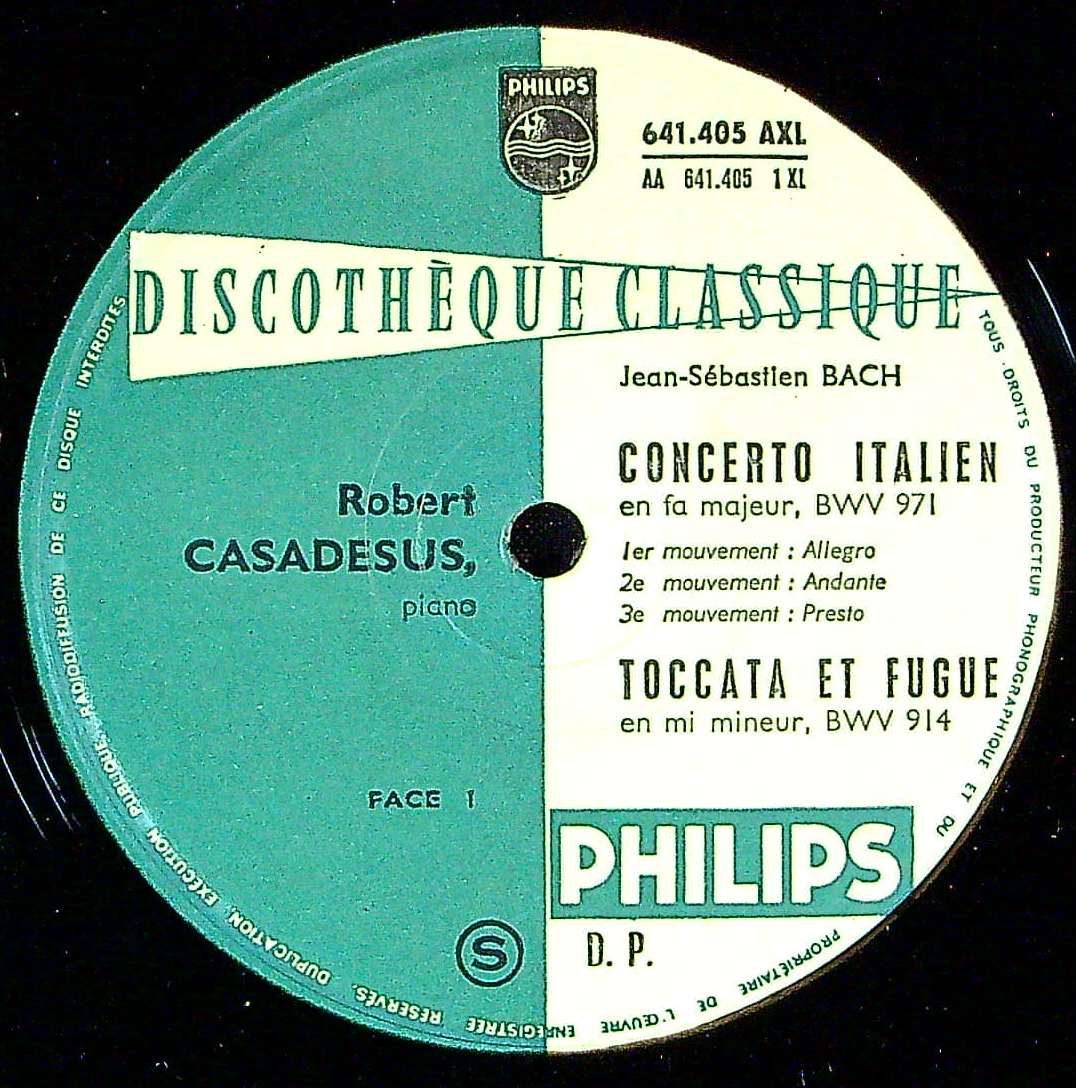 PHILIPS
641.405 AXL
AA 641.405 1 XL
DISCOTHÈQUE CLASSIQUE
Jean-Sébastien BACH
CONCERTO ITALIEN
en fa majeur, BWV 971
1er mouvement : Allegro
2e mouvement : Andante
3e mouvement : Presto
TOCCATA ET FUGUE
en mi mineur, BWV 914
Robert
CASADESUS,
piano
FACE 1
PHILIPS
D. P.
S
TOUS DROITS DU PRODUCTEUR PHONOGRAPHIQUE ET DU PROPRIÉTAIRE DE L'ŒUVRE ENREGISTREE RESERVÉS. DUPLICATION, EXÉCUTION PUBLIQUE, RADIODIFFUSION DE CE DISQUE INTERDITES